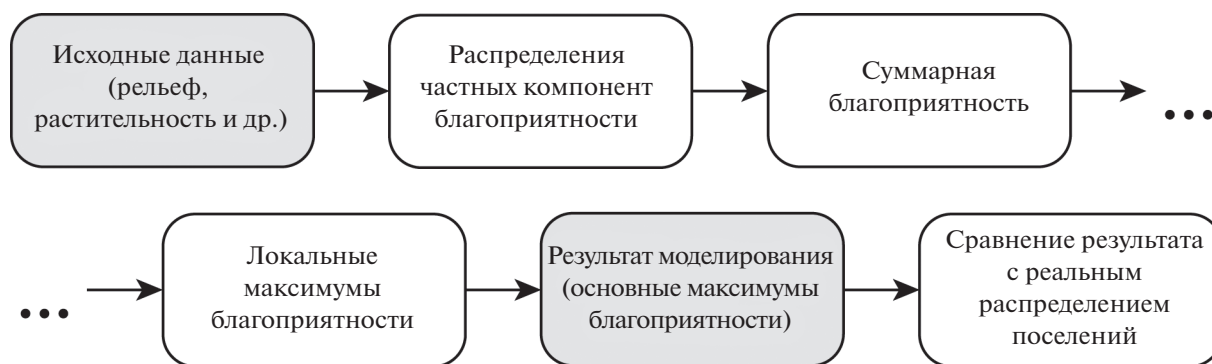 Исходные данные
(рельеф,
растительность и др.)
Распределения
частных компонент
благоприятности
Суммарная
благоприятность
...
...
Локальные
максимумы
благоприятности
Результат моделирования
(основные максимумы
благоприятности)
Сравнение результата
с реальным
распределением
поселений